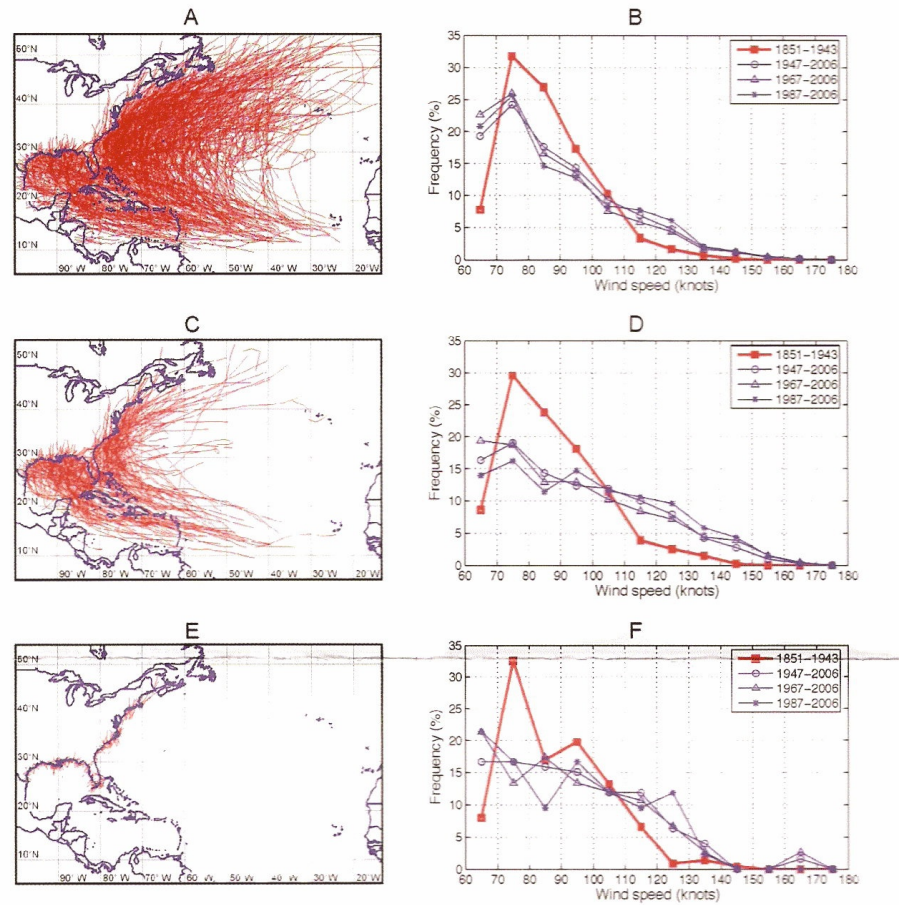 A
50°N
40°N
30°N
20°N
10°N
90° W 80° W 70° W 60° W 50° W 40° W 30° W 20° W
B
Frequency (%)
35
30
25
20
15
10
5
0
60 70 80 90 100 110 120 130 140 150 160 170 180
Wind speed (knots)
1851–1943
1947–2006
1967–2006
1987–2006
C
50°N
40°N
30°N
20°N
10°N
90° W 80° W 70° W 60° W 50° W 40° W 30° W 20° W
D
Frequency (%)
35
30
25
20
15
10
5
0
60 70 80 90 100 110 120 130 140 150 160 170 180
Wind speed (knots)
1851–1943
1947–2006
1967–2006
1987–2006
E
50°N
40°N
30°N
20°N
10°N
90° W 80° W 70° W 60° W 50° W 40° W 30° W 20° W
F
Frequency (%)
35
30
25
20
15
10
5
0
60 70 80 90 100 110 120 130 140 150 160 170 180
Wind speed (knots)
1851–1943
1947–2006
1967–2006
1987–2006